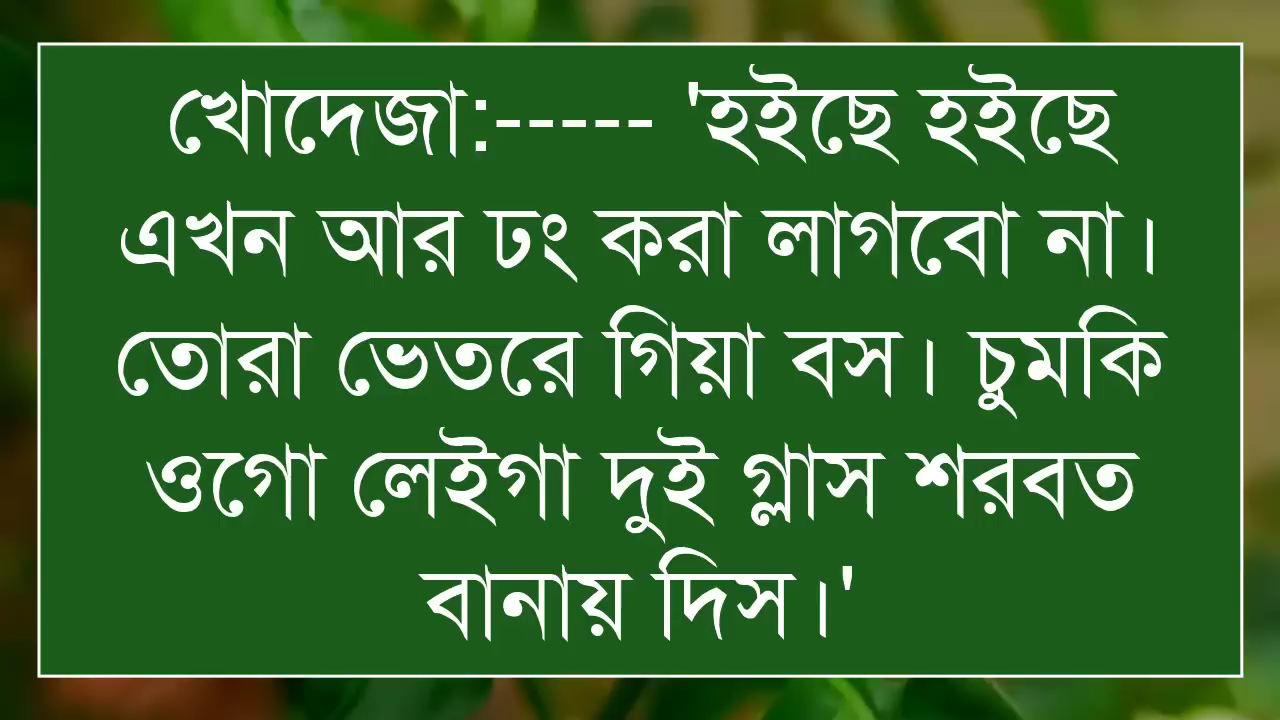 খোদেজা:----- 'হইছে হইছে
এখন আর ঢং করা লাগবো না।
তোরা ভেতরে গিয়া বস। চুমকি
ওগো লেইগা দুই গ্লাস শরবত
বানায় দিস।'